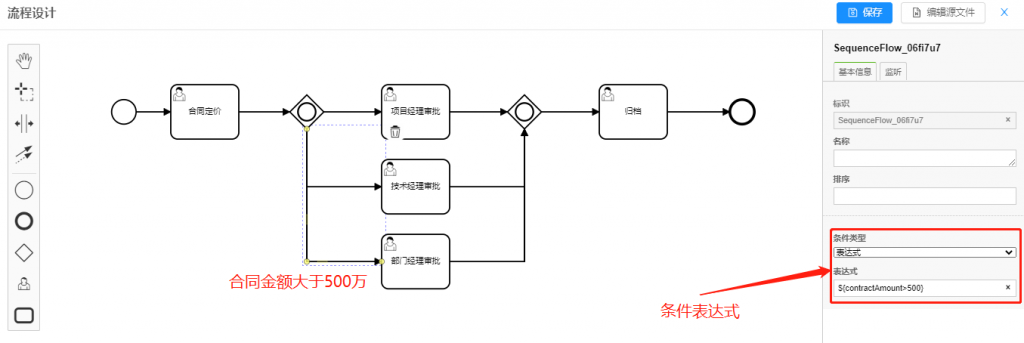 流程设计
保存
编辑源文件
X
SequenceFlow_06fi7u7
基本信息
监听
标识
SequenceFlow_06fi7u7
×
名称
排序
条件类型
表达式
表达式
${contractAmount>500}
×
合同定价
项目经理审批
归档
技术经理审批
部门经理审批
合同金额大于500万
条件表达式